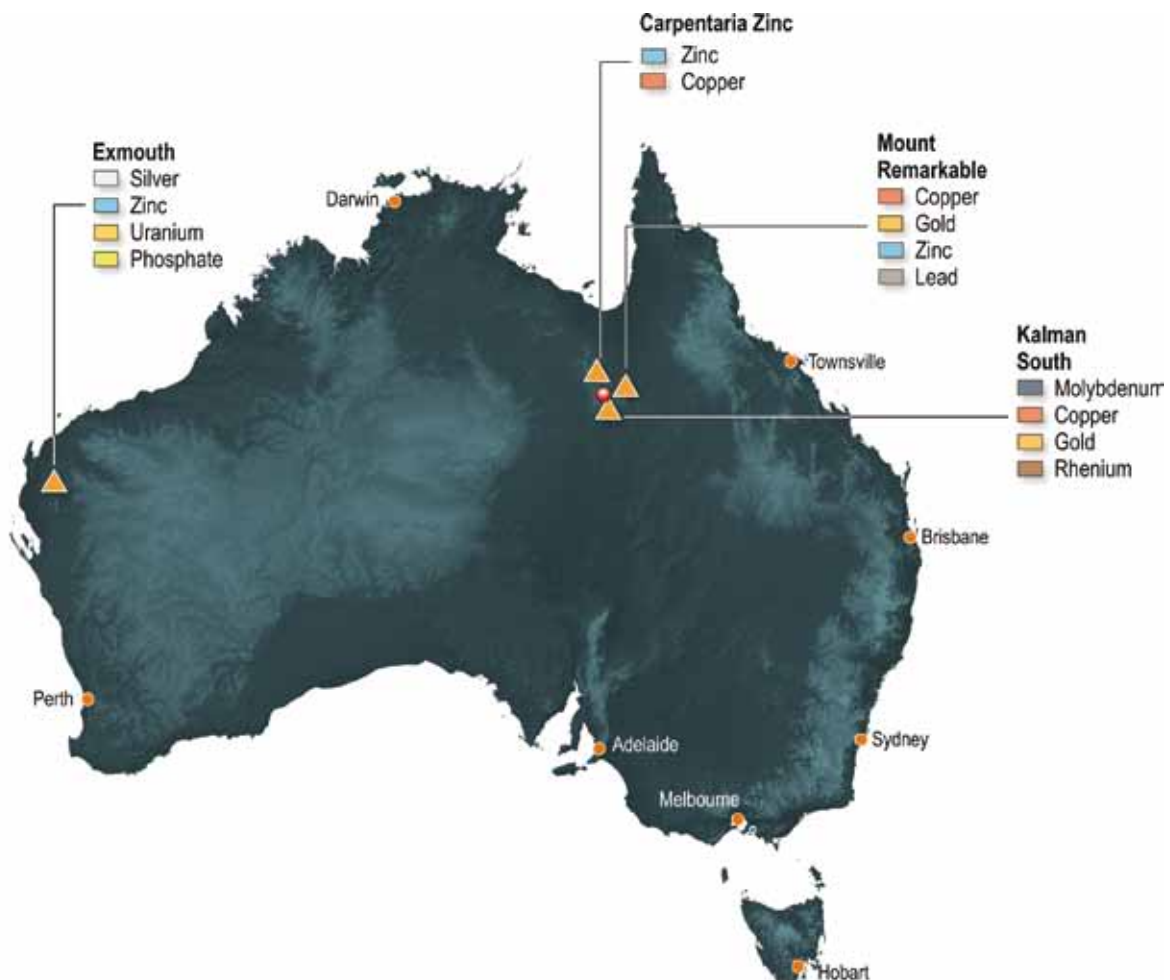 Carpentaria Zinc
Zinc
Copper
Exmouth
Silver
Zinc
Uranium
Phosphate
Darwin
Mount
Remarkable
Copper
Gold
Zinc
Lead
Kalman
South
Molybdenum
Copper
Gold
Rhenium
Townsville
Brisbane
Perth
Adelaide
Sydney
Melbourne
Hobart